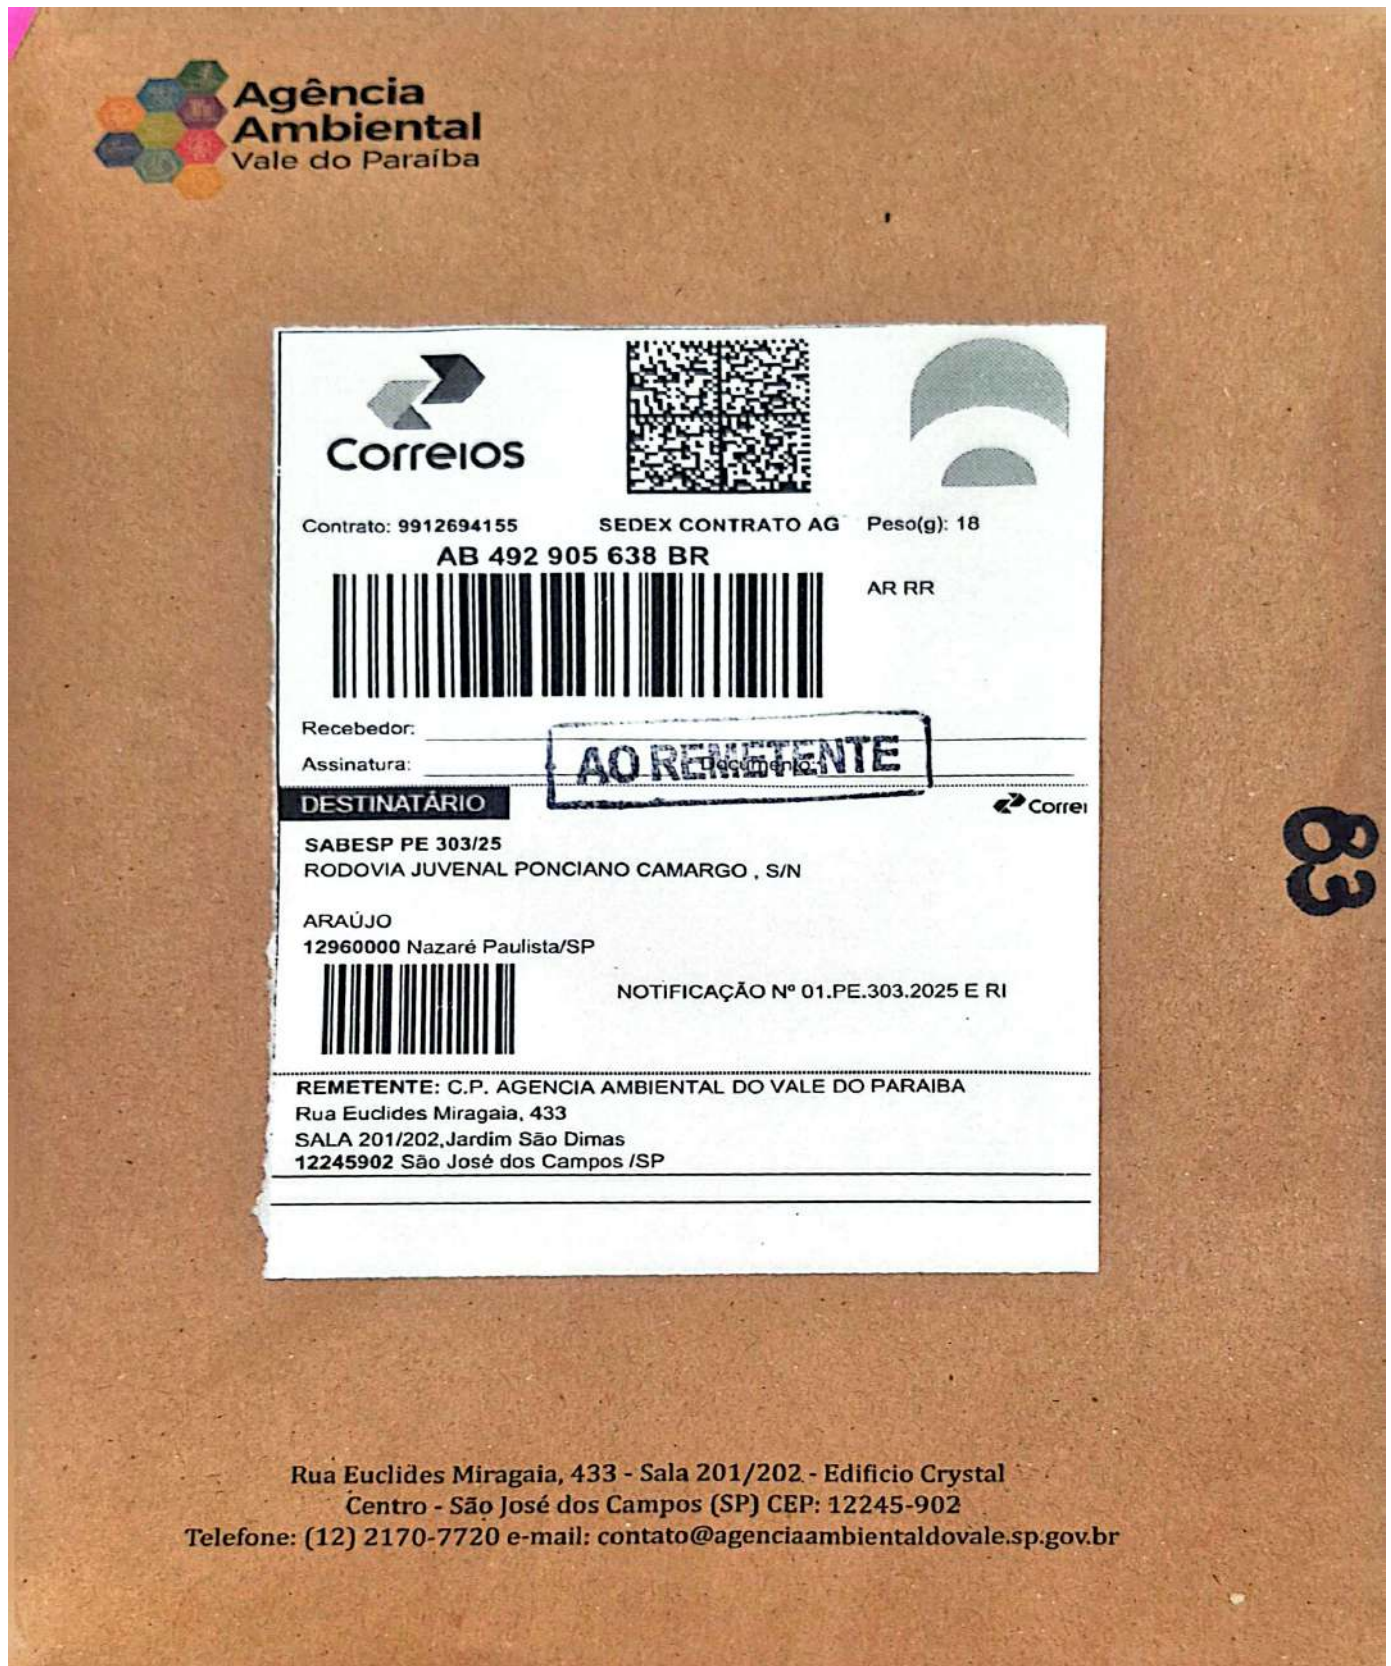 Agência
Ambiental
Vale do Paraíba
Correios
Contrato: 9912694155 SEDEX CONTRATO AG Peso(g): 18
AB 492 905 638 BR
AR RR
Recebedor:
Assinatura: Documento:
AO REMETENTE
DESTINATÁRIO Correi
SABESP PE 303/25
RODOVIA JUVENAL PONCIANO CAMARGO , S/N
83
ARAÚJO
12960000 Nazaré Paulista/SP
NOTIFICAÇÃO Nº 01.PE.303.2025 E RI
REMETENTE: C.P. AGENCIA AMBIENTAL DO VALE DO PARAIBA
Rua Euclides Miragaia, 433
SALA 201/202,Jardim São Dimas
12245902 São José dos Campos /SP
Rua Euclides Miragaia, 433 - Sala 201/202 - Edificio Crystal
Centro - São José dos Campos (SP) CEP: 12245-902
Telefone: (12) 2170-7720 e-mail: contato@agenciaambientaldovale.sp.gov.br